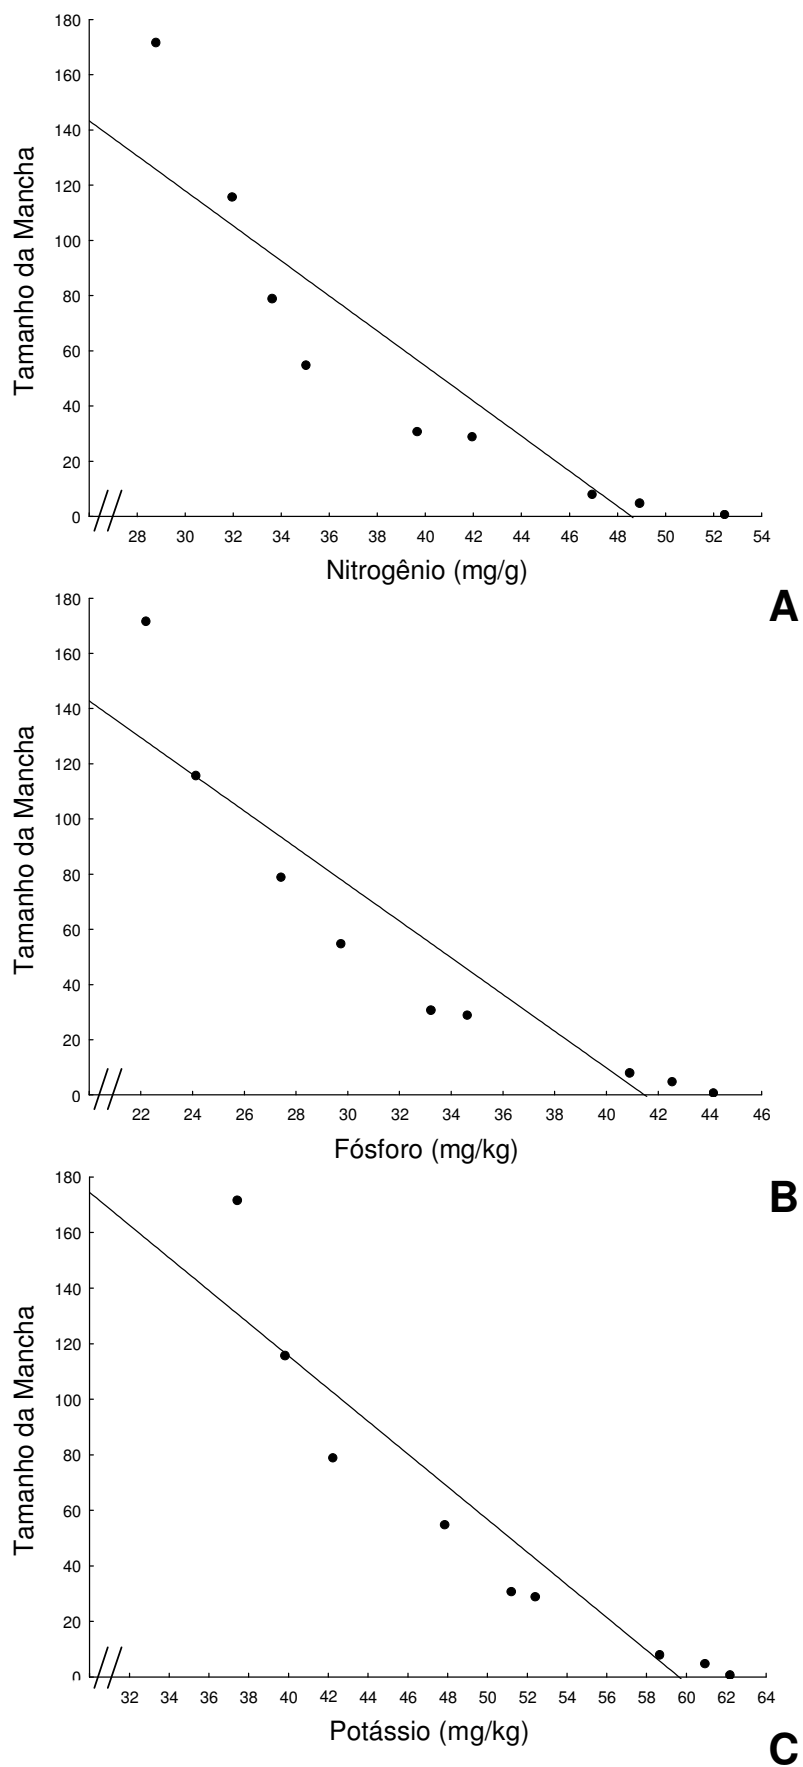 180
160
140
120
100
80
60
40
20
0
Tamanho da Mancha
28 30 32 34 36 38 40 42 44 46 48 50 52 54
Nitrogênio (mg/g)
A
180
160
140
120
100
80
60
40
20
0
Tamanho da Mancha
22 24 26 28 30 32 34 36 38 40 42 44 46
Fósforo (mg/kg)
B
180
160
140
120
100
80
60
40
20
0
Tamanho da Mancha
32 34 36 38 40 42 44 46 48 50 52 54 56 58 60 62 64
Potássio (mg/kg)
C